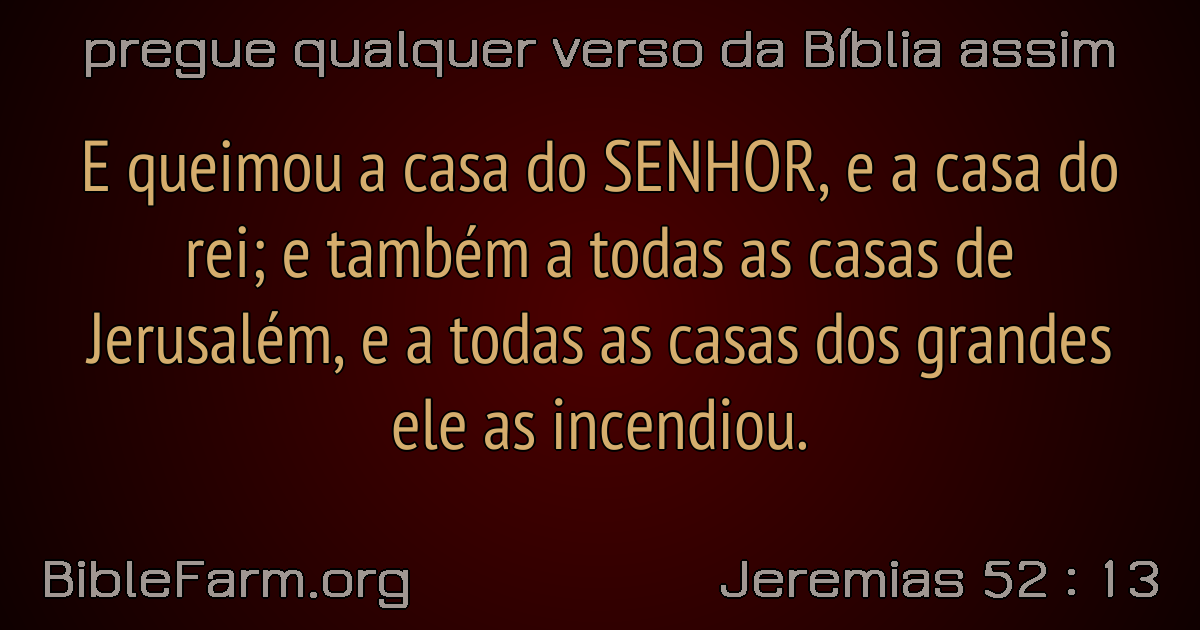 pregue qualquer verso da Bíblia assim
E queimou a casa do SENHOR, e a casa do
rei; e também a todas as casas de
Jerusalém, e a todas as casas dos grandes
ele as incendiou.
BibleFarm.org
Jeremias 52 : 13